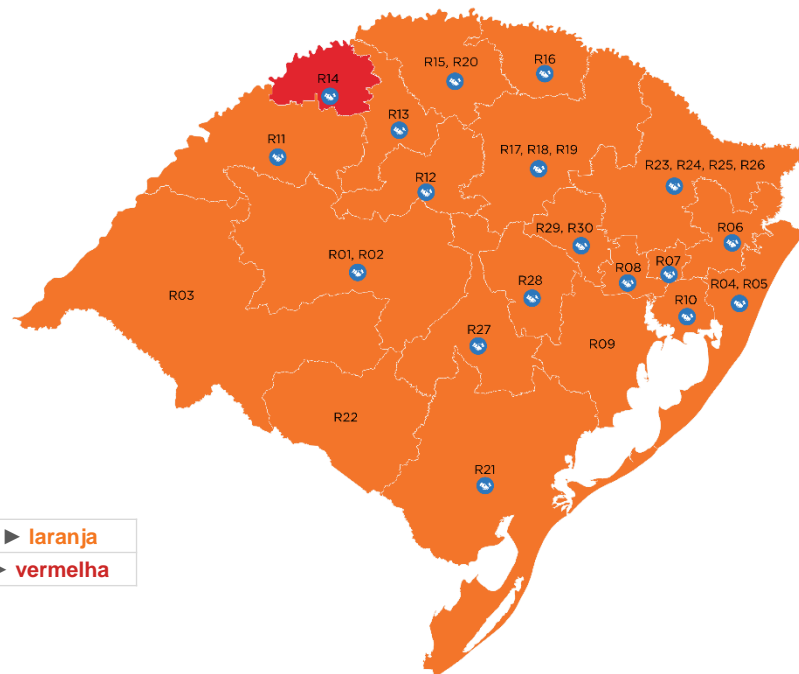 R15, R20
R16
R14
R13
R11
R17, R18, R19
R23, R24, R25, R26
R12
R29, R30
R06
R01, R02
R07
R08
R28
R04, R05
R03
R10
R27
R09
R22
R21
► laranja
► vermelha